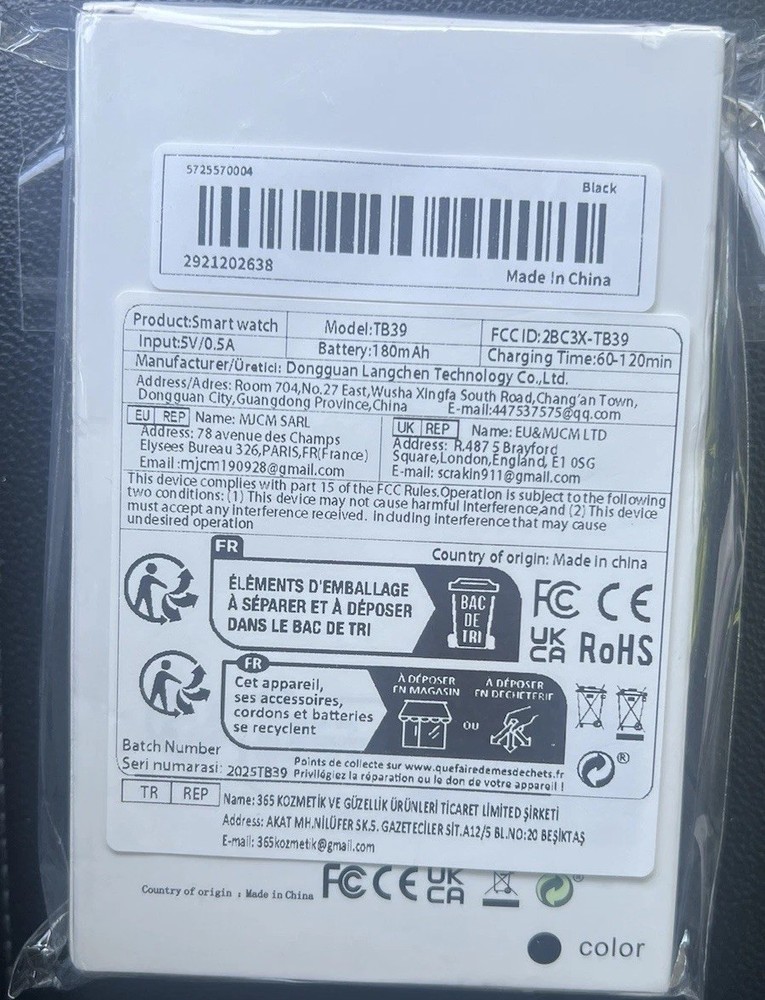 5725570004
Black
2921202638
Made In China
Product:Smart watch
Model:TB39
FCC ID:2BC3X-TB39
Input:5V/0.5A
Battery:180mAh
Charging Time:60-120min
Manufacturer/Üretici: Dongguan Langchen Technology Co.,Ltd.
Address/Adres: Room 704,No.27 East,Wusha Xingfa South Road,Chang'an Town,
Dongguan City,Guangdong Province,China E-mail:447537575@qq.com
EU REP Name: MJCM SARL
Address: 78 avenue des Champs
Elysees Bureau 326,PARIS,FR(France)
Email:mjcm190928@gmail.com
UK REP Name: EU&MJCM LTD
Address: R.487 5 Brayford
Square,London,England, E1 0SG
E-mail: scrakin911@gmail.com
This device complies with part 15 of the FCC Rules.Operation is subject to the following
two conditions: (1) This device may not cause harmful Interference,and (2) This device
must accept any interference received. Including interference that may cause
undesired operation
Country of origin: Made In china
FR
ÉLÉMENTS D'EMBALLAGE
À SÉPARER ET À DÉPOSER
DANS LE BAC DE TRI
BAC
DE
TRI
FC CE
UK
CA RoHS
FR
Cet appareil,
ses accessoires,
cordons et batteries
se recyclent
À DÉPOSER
EN MAGASIN
OU
À DÉPOSER
EN DÉCHÈTERIE
®
Batch Number
Seri numarasi: 2025TB39
Points de collecte sur www.quefairedemesdechets.fr
Privilégiez la réparation ou le don de votre appareil !
TR REP
Name: 365 KOZMETİK VE GÜZELLİK ÜRÜNLERİ TİCARET LİMİTED ŞİRKETİ
Address: AKAT MH.NİLÜFER SK.5. GAZETECİLER SİT.A12/5 BL.NO:20 BEŞİKTAŞ
E-mail: 365kozmetik@gmail.com
Country of origin : Made in China
FC CE UK
CA
®
color